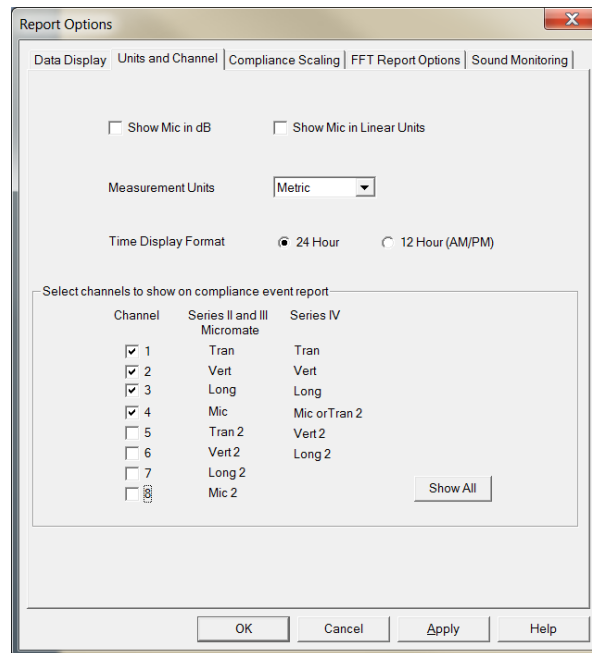 Report Options
X
Data Display Units and Channel Compliance Scaling FFT Report Options Sound Monitoring
Show Mic in dB Show Mic in Linear Units
Measurement Units Metric
Time Display Format 24 Hour 12 Hour (AM/PM)
Select channels to show on compliance event report
Channel Series II and III Series IV
Micromate
1 Tran Tran
2 Vert Vert
3 Long Long
4 Mic Mic orTran 2
5 Tran 2 Vert 2
6 Vert 2 Long 2
7 Long 2
8 Mic 2
Show All
OK Cancel Apply Help